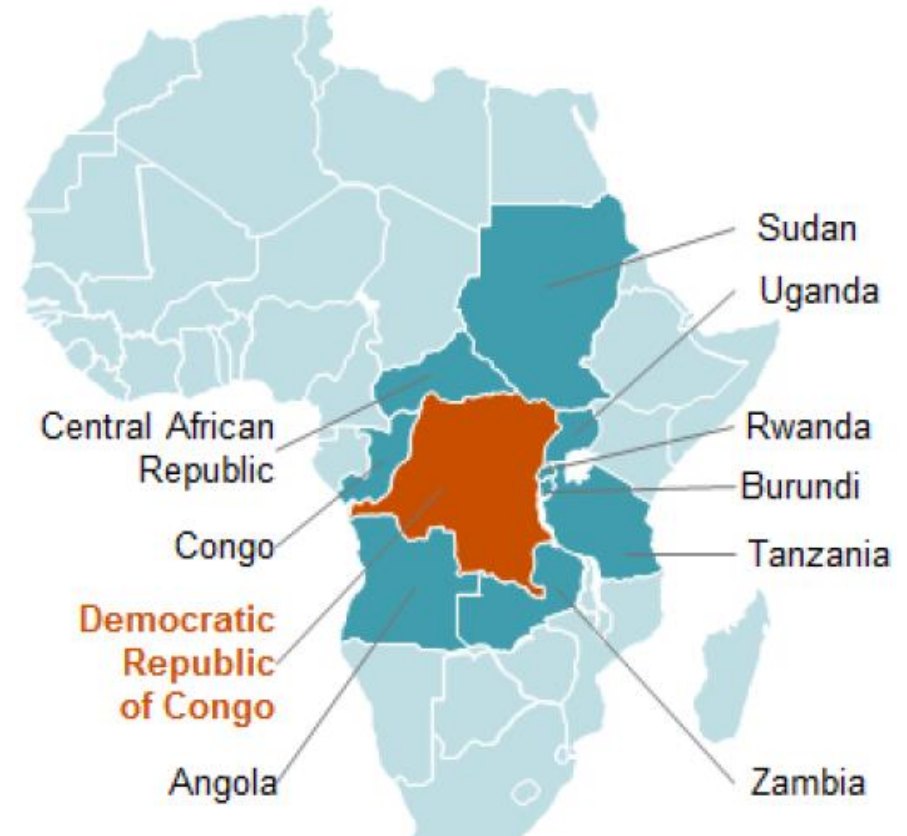 Sudan
Uganda
Central African
Republic
Rwanda
Burundi
Congo
Tanzania
Democratic
Republic
of Congo
Angola
Zambia